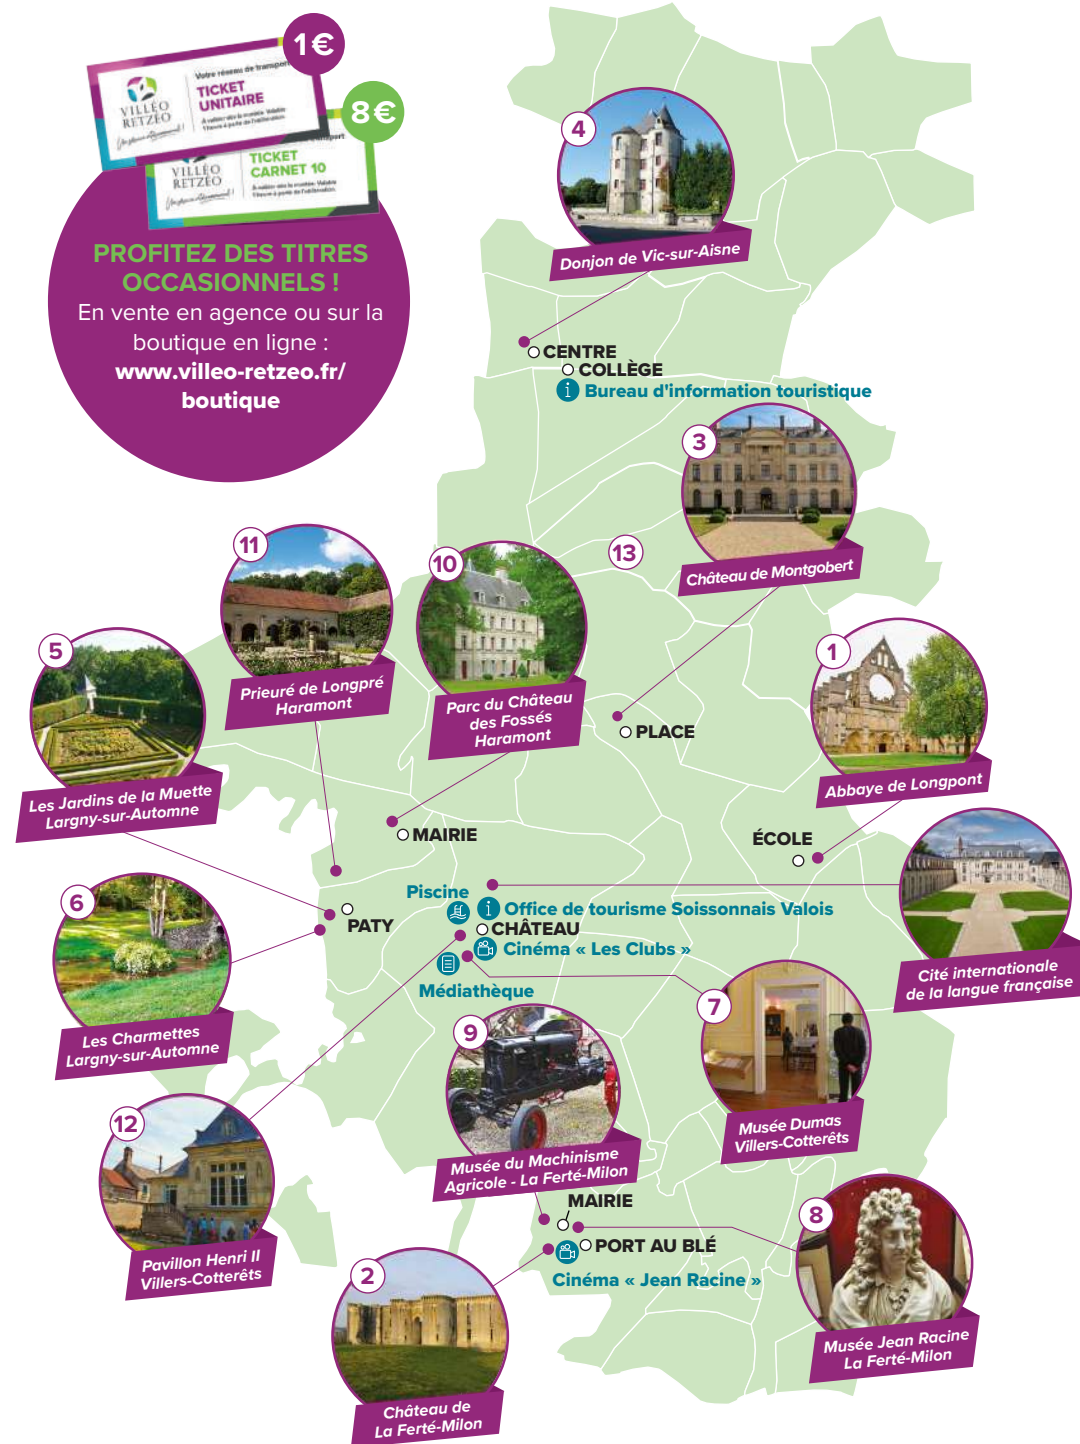 1€
Votre réseau de transport
TICKET
UNITAIRE
VILLÉO
RETZÉO
8€
TICKET
CARNET 10
VILLÉO
RETZÉO
PROFITEZ DES TITRES
OCCASIONNELS !
En vente en agence ou sur la
boutique en ligne :
www.villeo-retzeo.fr/
boutique
4
Donjon de Vic-sur-Aisne
CENTRE
COLLÈGE
i Bureau d'information touristique
3
Château de Montgobert
13
11
Prieuré de Longpré
Haramont
10
Parc du Château
des Fossés
Haramont
5
Les Jardins de la Muette
Largny-sur-Automne
1
Abbaye de Longpont
PLACE
MAIRIE
ÉCOLE
6
Les Charmettes
Largny-sur-Automne
PATY
Piscine
i Office de tourisme Soissonnais Valois
CHÂTEAU
Cinéma « Les Clubs »
Médiathèque
Cité internationale
de la langue française
7
Musée Dumas
Villers-Cotterêts
9
Musée du Machinisme
Agricole - La Ferté-Milon
12
Pavillon Henri II
Villers-Cotterêts
MAIRIE
PORT AU BLÉ
Cinéma « Jean Racine »
8
Musée Jean Racine
La Ferté-Milon
2
Château de
La Ferté-Milon